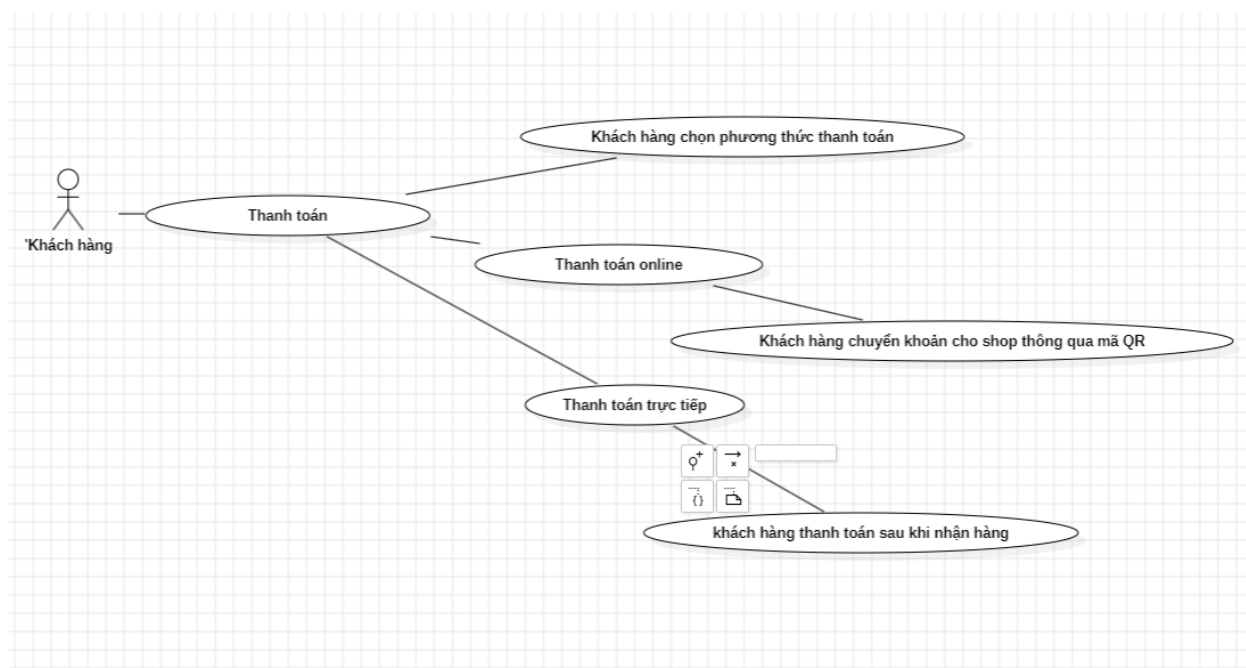 Khách hàng chọn phương thức thanh toán
Thanh toán
'Khách hàng
Thanh toán online
Khách hàng chuyển khoản cho shop thông qua mã QR
Thanh toán trực tiếp
khách hàng thanh toán sau khi nhận hàng